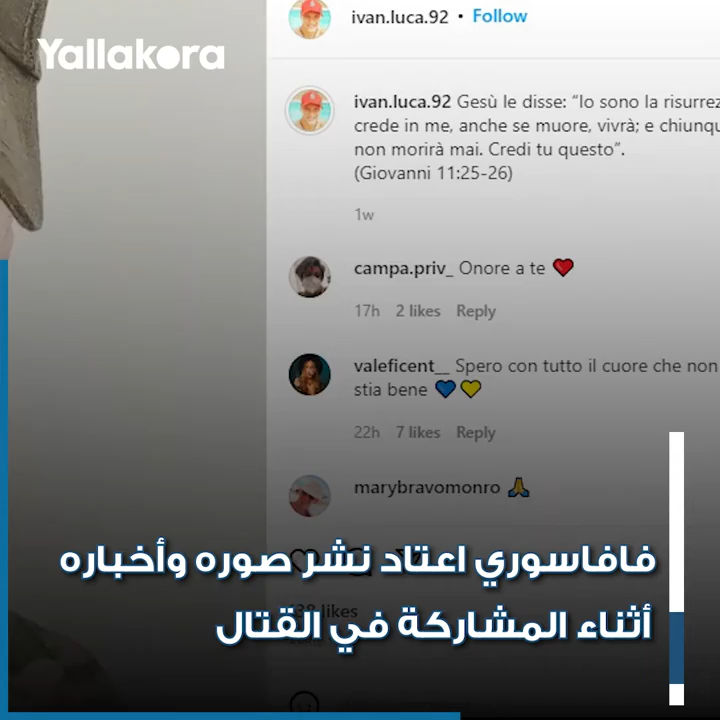 Yallakora
ivan.luca.92 • Follow
ivan.luca.92 Gesù le disse: “Io sono la risurrez
crede in me, anche se muore, vivrà; e chiunqu
non morirà mai. Credi tu questo”.
(Giovanni 11:25-26)
1w
campa.priv_ Onore a te ❤️
17h 2 likes Reply
valeficent__ Spero con tutto il cuore che non
stia bene 💙💛
22h 7 likes Reply
marybravomonro 🙏
فافاسوري اعتاد نشر صوره وأخباره
likes
أثناء المشاركة في القتال